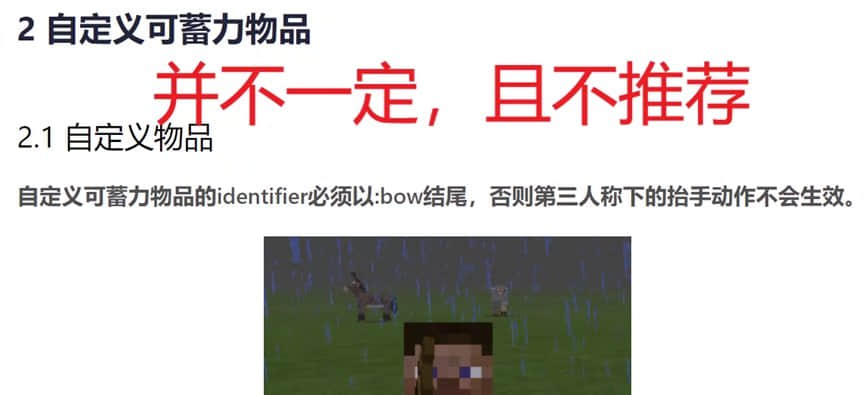 2 自定义可蓄力物品
并不一定，且不推荐
2.1 自定义物品
自定义可蓄力物品的identifier必须以:bow结尾，否则第三人称下的抬手动作不会生效。